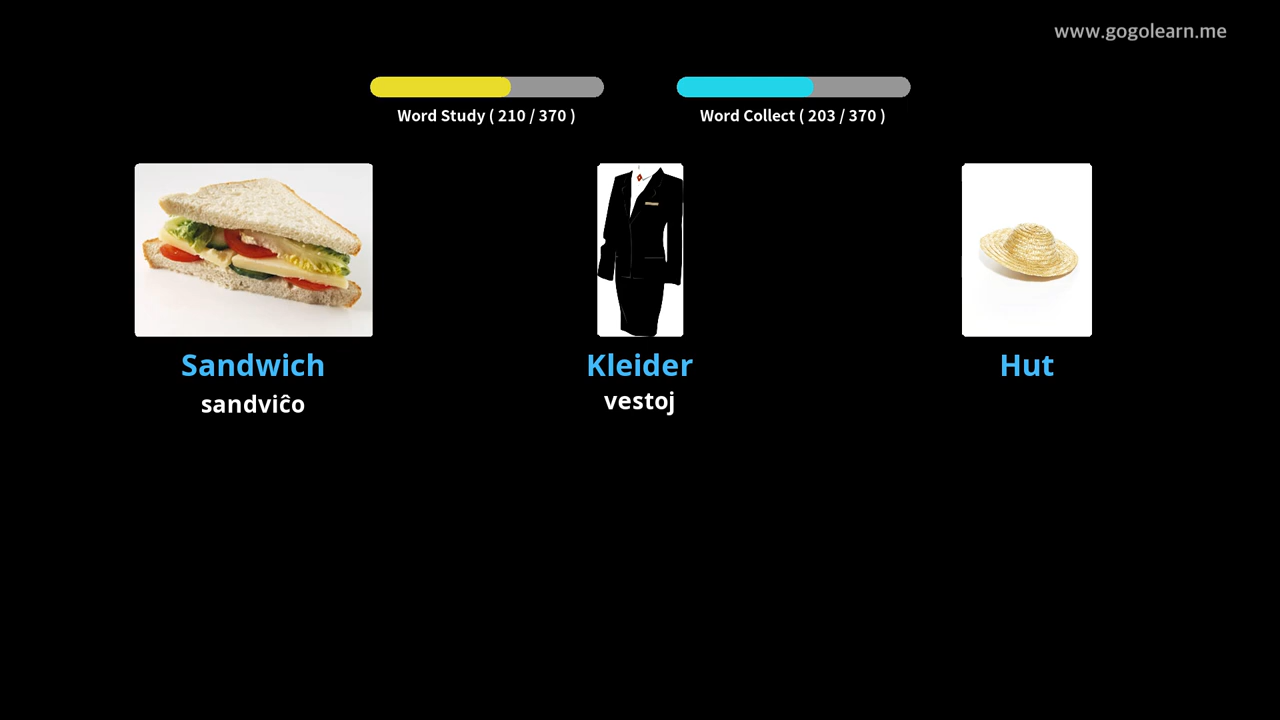 www.gogolearn.me
Word Study ( 210 / 370 )
Word Collect ( 203 / 370 )
Sandwich
sandviĉo
Kleider
vestoj
Hut